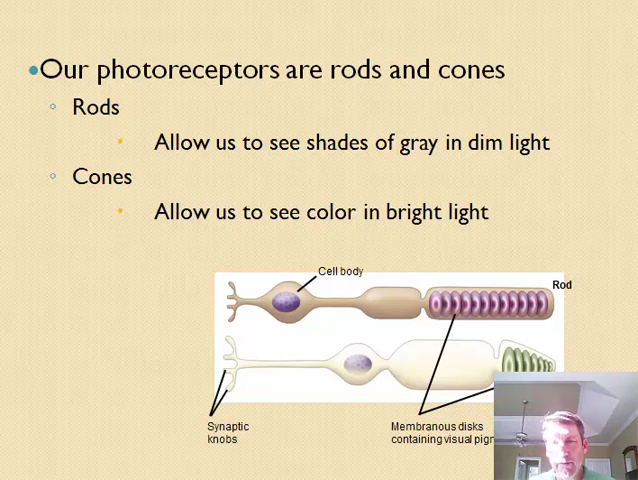 Our photoreceptors are rods and cones
Rods
Allow us to see shades of gray in dim light
Cones
Allow us to see color in bright light
Cell body
Rod
Synaptic
knobs
Membranous disks
containing visual